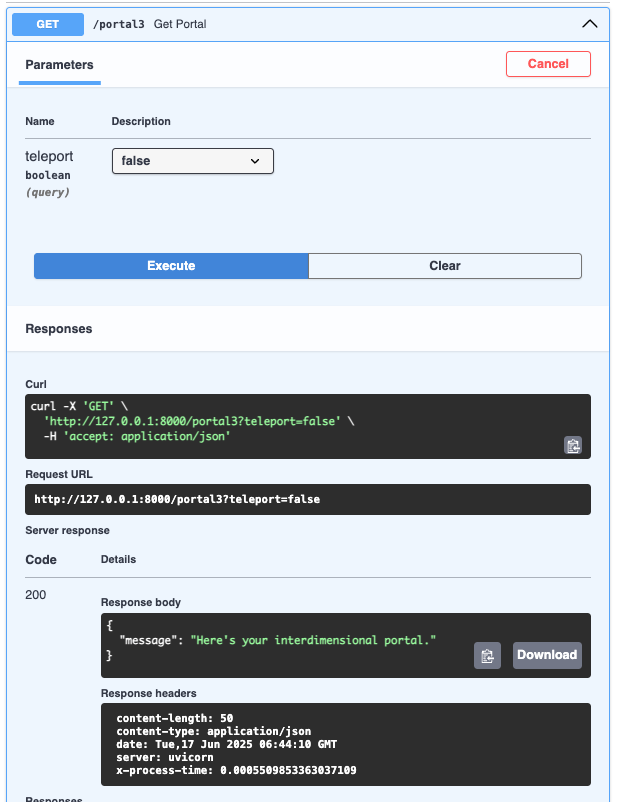 GET /portal3 Get Portal
Parameters Cancel
Name Description
teleport false
boolean
(query)
Execute Clear
Responses
Curl
curl -X 'GET' \
'http://127.0.0.1:8000/portal3?teleport=false' \
-H 'accept: application/json'
Request URL
http://127.0.0.1:8000/portal3?teleport=false
Server response
Code Details
200
Response body
{
"message": "Here's your interdimensional portal."
}
Download
Response headers
content-length: 50
content-type: application/json
date: Tue,17 Jun 2025 06:44:10 GMT
server: uvicorn
x-process-time: 0.0005509853363037109
Responses